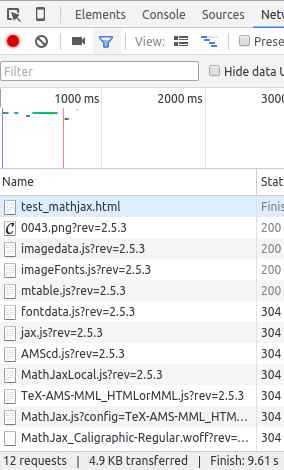 Elements Console Sources Netw
View: Prese
Filter Hide data U
1000 ms 2000 ms 3000
Name Stat
test_mathjax.html Finis
0043.png?rev=2.5.3 200
imagedata.js?rev=2.5.3 200
imageFonts.js?rev=2.5.3 200
mtable.js?rev=2.5.3 200
fontdata.js?rev=2.5.3 304
jax.js?rev=2.5.3 304
AMScd.js?rev=2.5.3 304
MathJaxLocal.js?rev=2.5.3 304
TeX-AMS-MML_HTMLorMML.js?rev=2.5.3 304
MathJax.js?config=TeX-AMS-MML_HTM... 304
MathJax_Caligraphic-Regular.woff?rev=... 304
12 requests | 4.9 KB transferred | Finish: 9.61 s